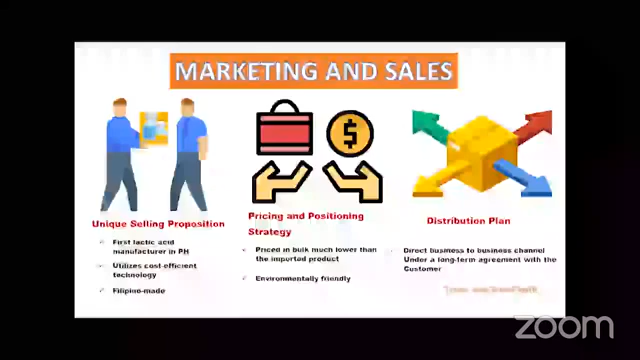 MARKETING AND SALES
Unique Selling Proposition
First lactic acid
manufacturer in PH
Utilizes cost-efficient
technology
Filipino-made
Pricing and Positioning
Strategy
Priced in bulk much lower than
the imported product
Environmentally friendly
Distribution Plan
Direct business to business channel
Under a long-term agreement with the
Customer
zoom